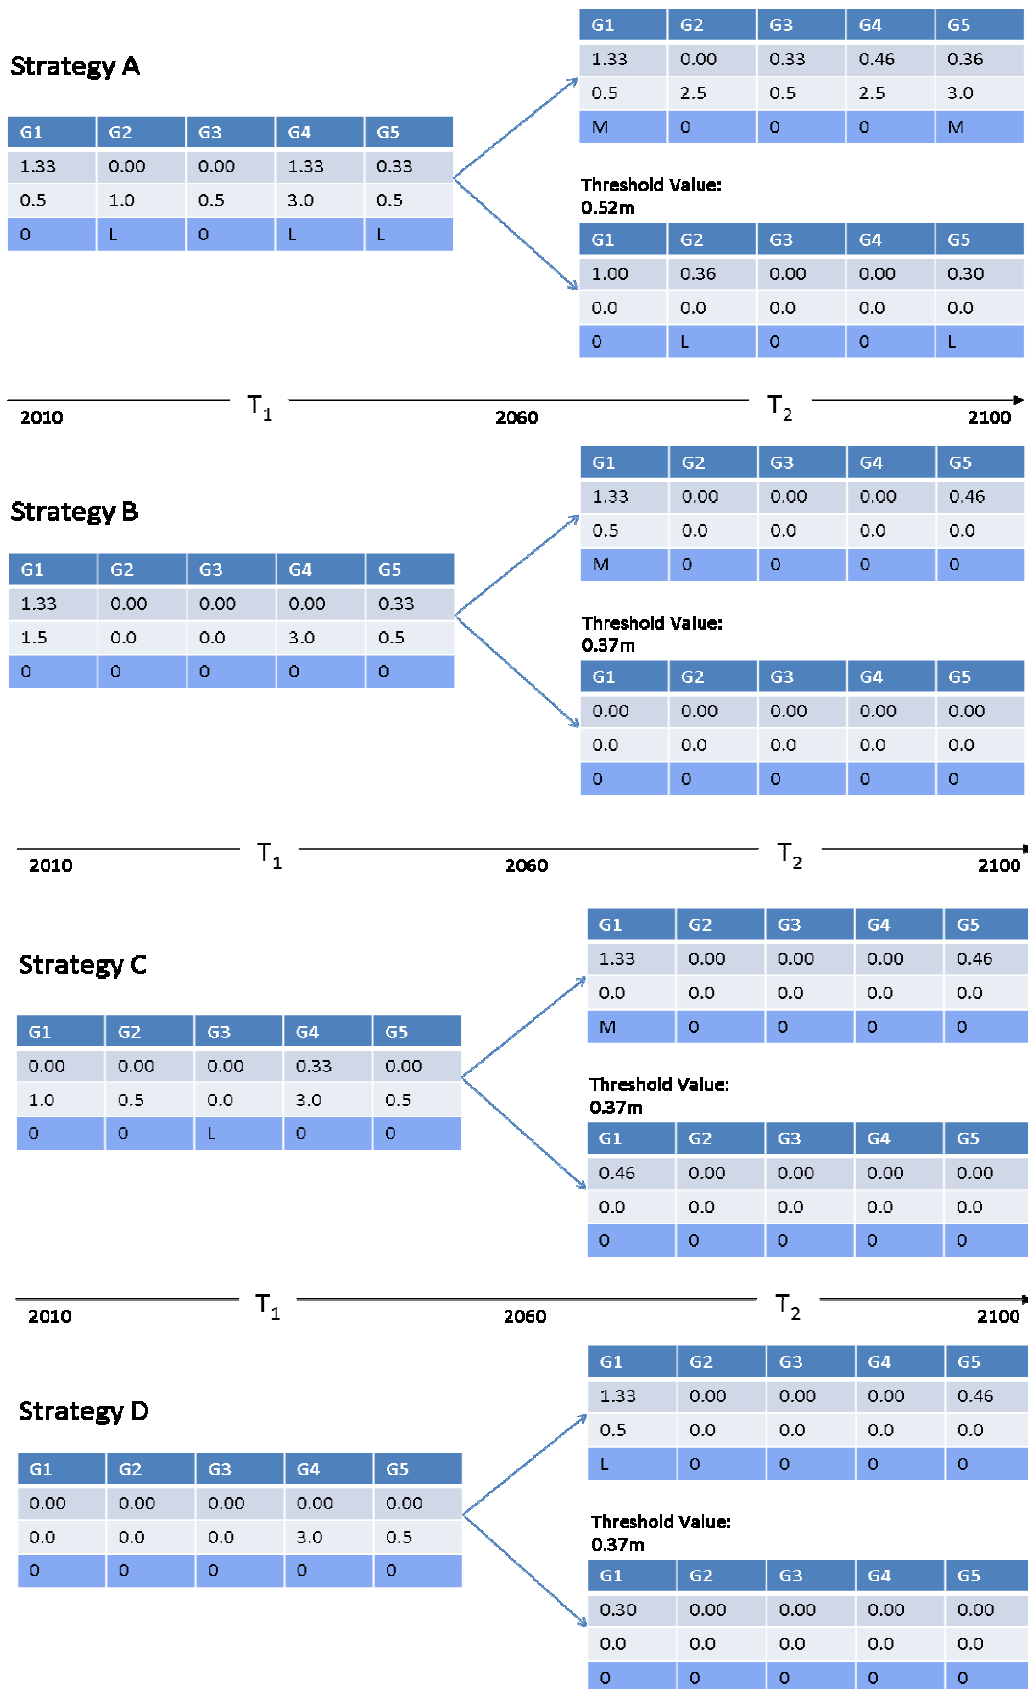 Strategy A
G1 G2 G3 G4 G5
1.33 0.00 0.00 1.33 0.33
0.5 1.0 0.5 3.0 0.5
0 L 0 L L
G1 G2 G3 G4 G5
1.33 0.00 0.33 0.46 0.36
0.5 2.5 0.5 2.5 3.0
M 0 0 0 M
Threshold Value:
0.52m
G1 G2 G3 G4 G5
1.00 0.36 0.00 0.00 0.30
0.0 0.0 0.0 0.0 0.0
0 L 0 0 L
2010 T1 2060 T2 2100
Strategy B
G1 G2 G3 G4 G5
1.33 0.00 0.00 0.00 0.33
1.5 0.0 0.0 3.0 0.5
0 0 0 0 0
G1 G2 G3 G4 G5
1.33 0.00 0.00 0.00 0.46
0.5 0.0 0.0 0.0 0.0
M 0 0 0 0
Threshold Value:
0.37m
G1 G2 G3 G4 G5
0.00 0.00 0.00 0.00 0.00
0.0 0.0 0.0 0.0 0.0
0 0 0 0 0
2010 T1 2060 T2 2100
Strategy C
G1 G2 G3 G4 G5
0.00 0.00 0.00 0.33 0.00
1.0 0.5 0.0 3.0 0.5
0 0 L 0 0
G1 G2 G3 G4 G5
1.33 0.00 0.00 0.00 0.46
0.0 0.0 0.0 0.0 0.0
M 0 0 0 0
Threshold Value:
0.37m
G1 G2 G3 G4 G5
0.46 0.00 0.00 0.00 0.00
0.0 0.0 0.0 0.0 0.0
0 0 0 0 0
2010 T1 2060 T2 2100
Strategy D
G1 G2 G3 G4 G5
0.00 0.00 0.00 0.00 0.00
0.0 0.0 0.0 3.0 0.5
0 0 0 0 0
G1 G2 G3 G4 G5
1.33 0.00 0.00 0.00 0.46
0.5 0.0 0.0 0.0 0.0
L 0 0 0 0
Threshold Value:
0.37m
G1 G2 G3 G4 G5
0.30 0.00 0.00 0.00 0.00
0.0 0.0 0.0 0.0 0.0
0 0 0 0 0